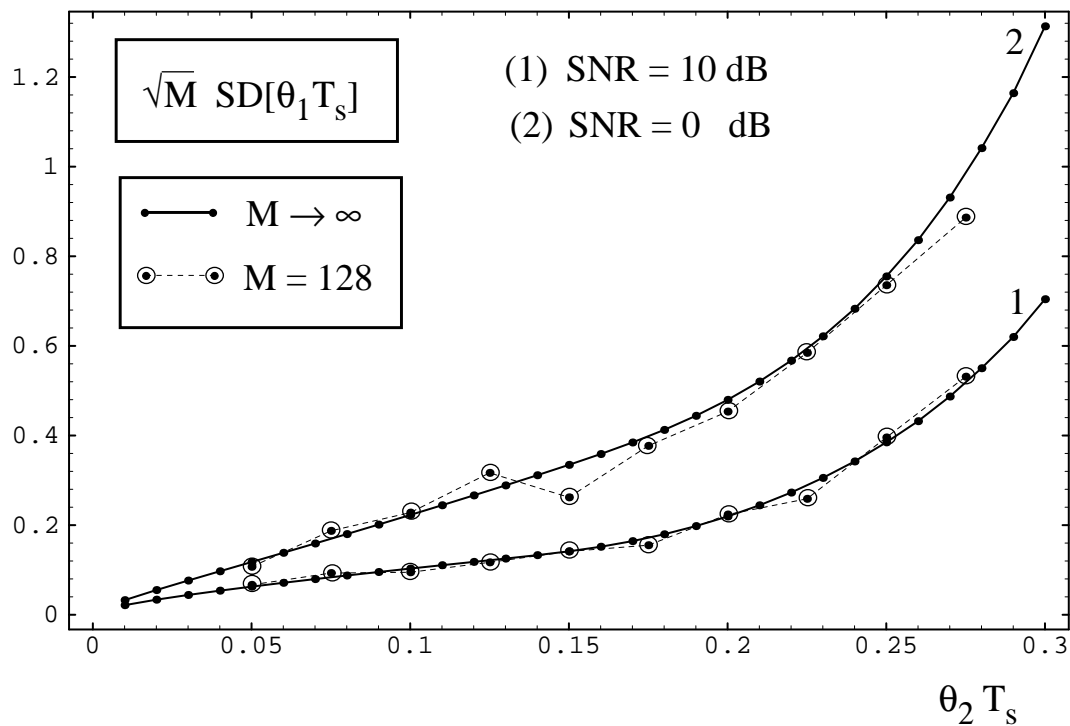 √M SD[θ₁Tₛ]
(1) SNR = 10 dB
(2) SNR = 0 dB
M → ∞
M = 128
2
1
1.2
1
0.8
0.6
0.4
0.2
0
0 0.05 0.1 0.15 0.2 0.25 0.3
θ₂ Tₛ